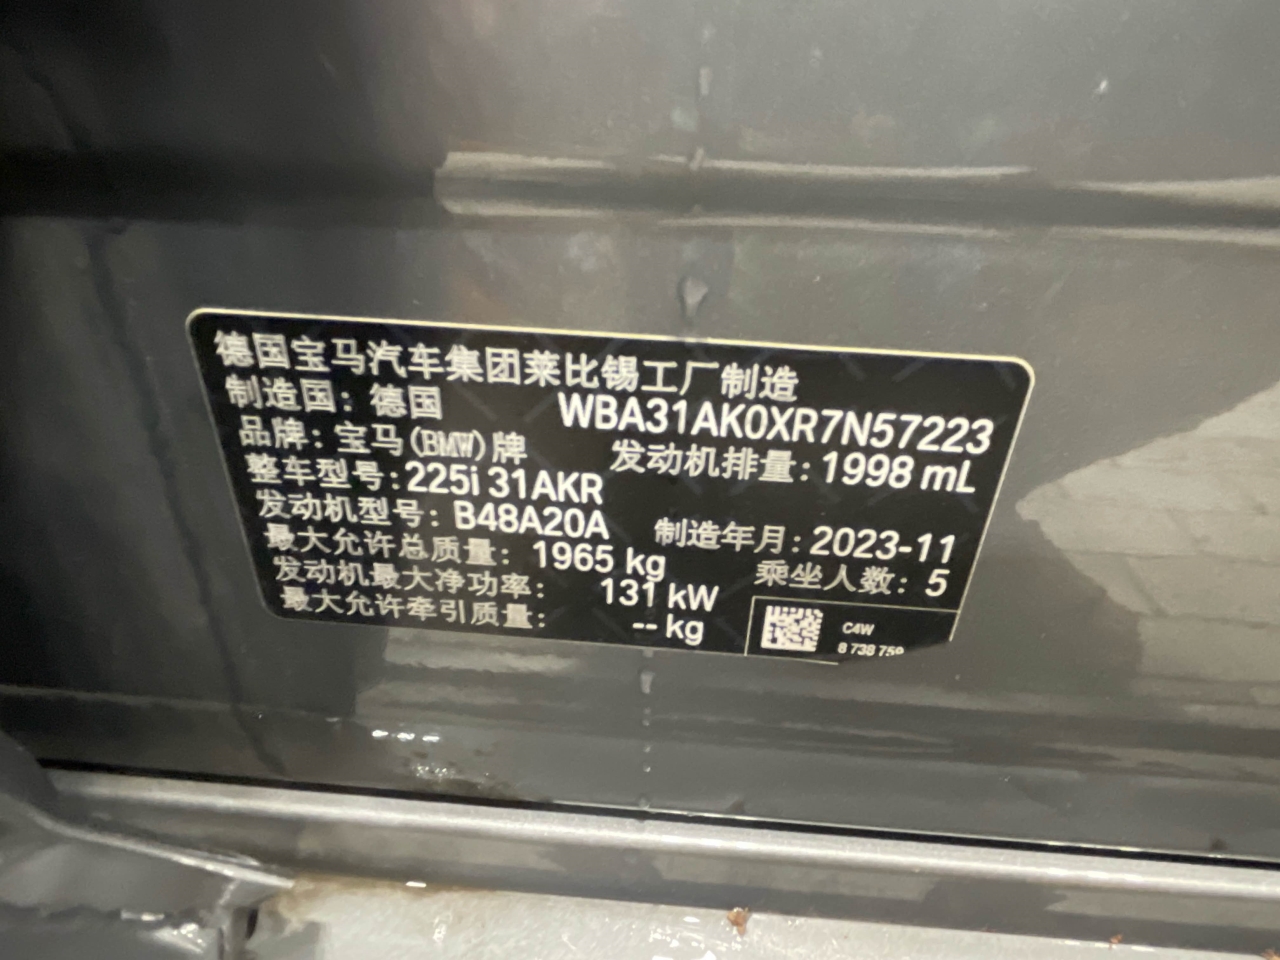 德国宝马汽车集团莱比锡工厂制造
制造国：德国 WBA31AK0XR7N57223
品牌：宝马(BMW)牌 发动机排量：1998 mL
整车型号：225i 31AKR
发动机型号：B48A20A 制造年月：2023-11
最大允许总质量：1965 kg 乘坐人数：5
发动机最大净功率：131 kW
最大允许牵引质量：-- kg
C4W
8 738 759